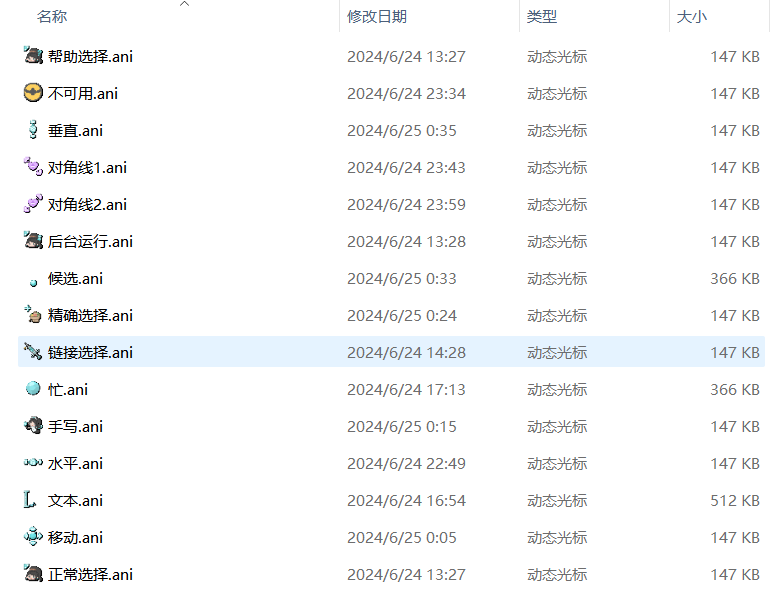 名称 修改日期 类型 大小
帮助选择.ani 2024/6/24 13:27 动态光标 147 KB
不可用.ani 2024/6/24 23:34 动态光标 147 KB
垂直.ani 2024/6/25 0:35 动态光标 147 KB
对角线1.ani 2024/6/24 23:43 动态光标 147 KB
对角线2.ani 2024/6/24 23:59 动态光标 147 KB
后台运行.ani 2024/6/24 13:28 动态光标 147 KB
候选.ani 2024/6/25 0:33 动态光标 366 KB
精确选择.ani 2024/6/25 0:24 动态光标 147 KB
链接选择.ani 2024/6/24 14:28 动态光标 147 KB
忙.ani 2024/6/24 17:13 动态光标 366 KB
手写.ani 2024/6/25 0:15 动态光标 147 KB
水平.ani 2024/6/24 22:49 动态光标 147 KB
文本.ani 2024/6/24 16:54 动态光标 512 KB
移动.ani 2024/6/25 0:05 动态光标 147 KB
正常选择.ani 2024/6/24 13:27 动态光标 147 KB